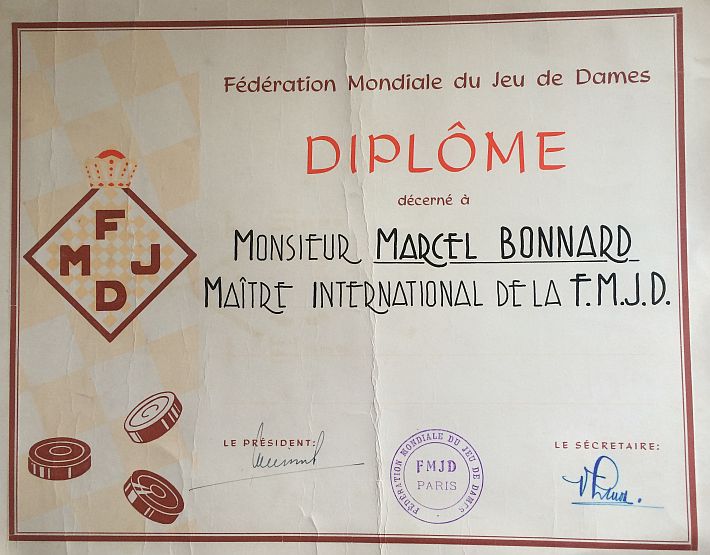 Fédération Mondiale du Jeu de Dames
DIPLÔME
décerné à
MONSIEUR MARCEL BONNARD
MAÎTRE INTERNATIONAL DE LA F.M.J.D.
F
M J
D
LE PRÉSIDENT:
FÉDÉRATION MONDIALE DU JEU DE DAMES
FMJD
PARIS
LE SÉCRETAIRE: